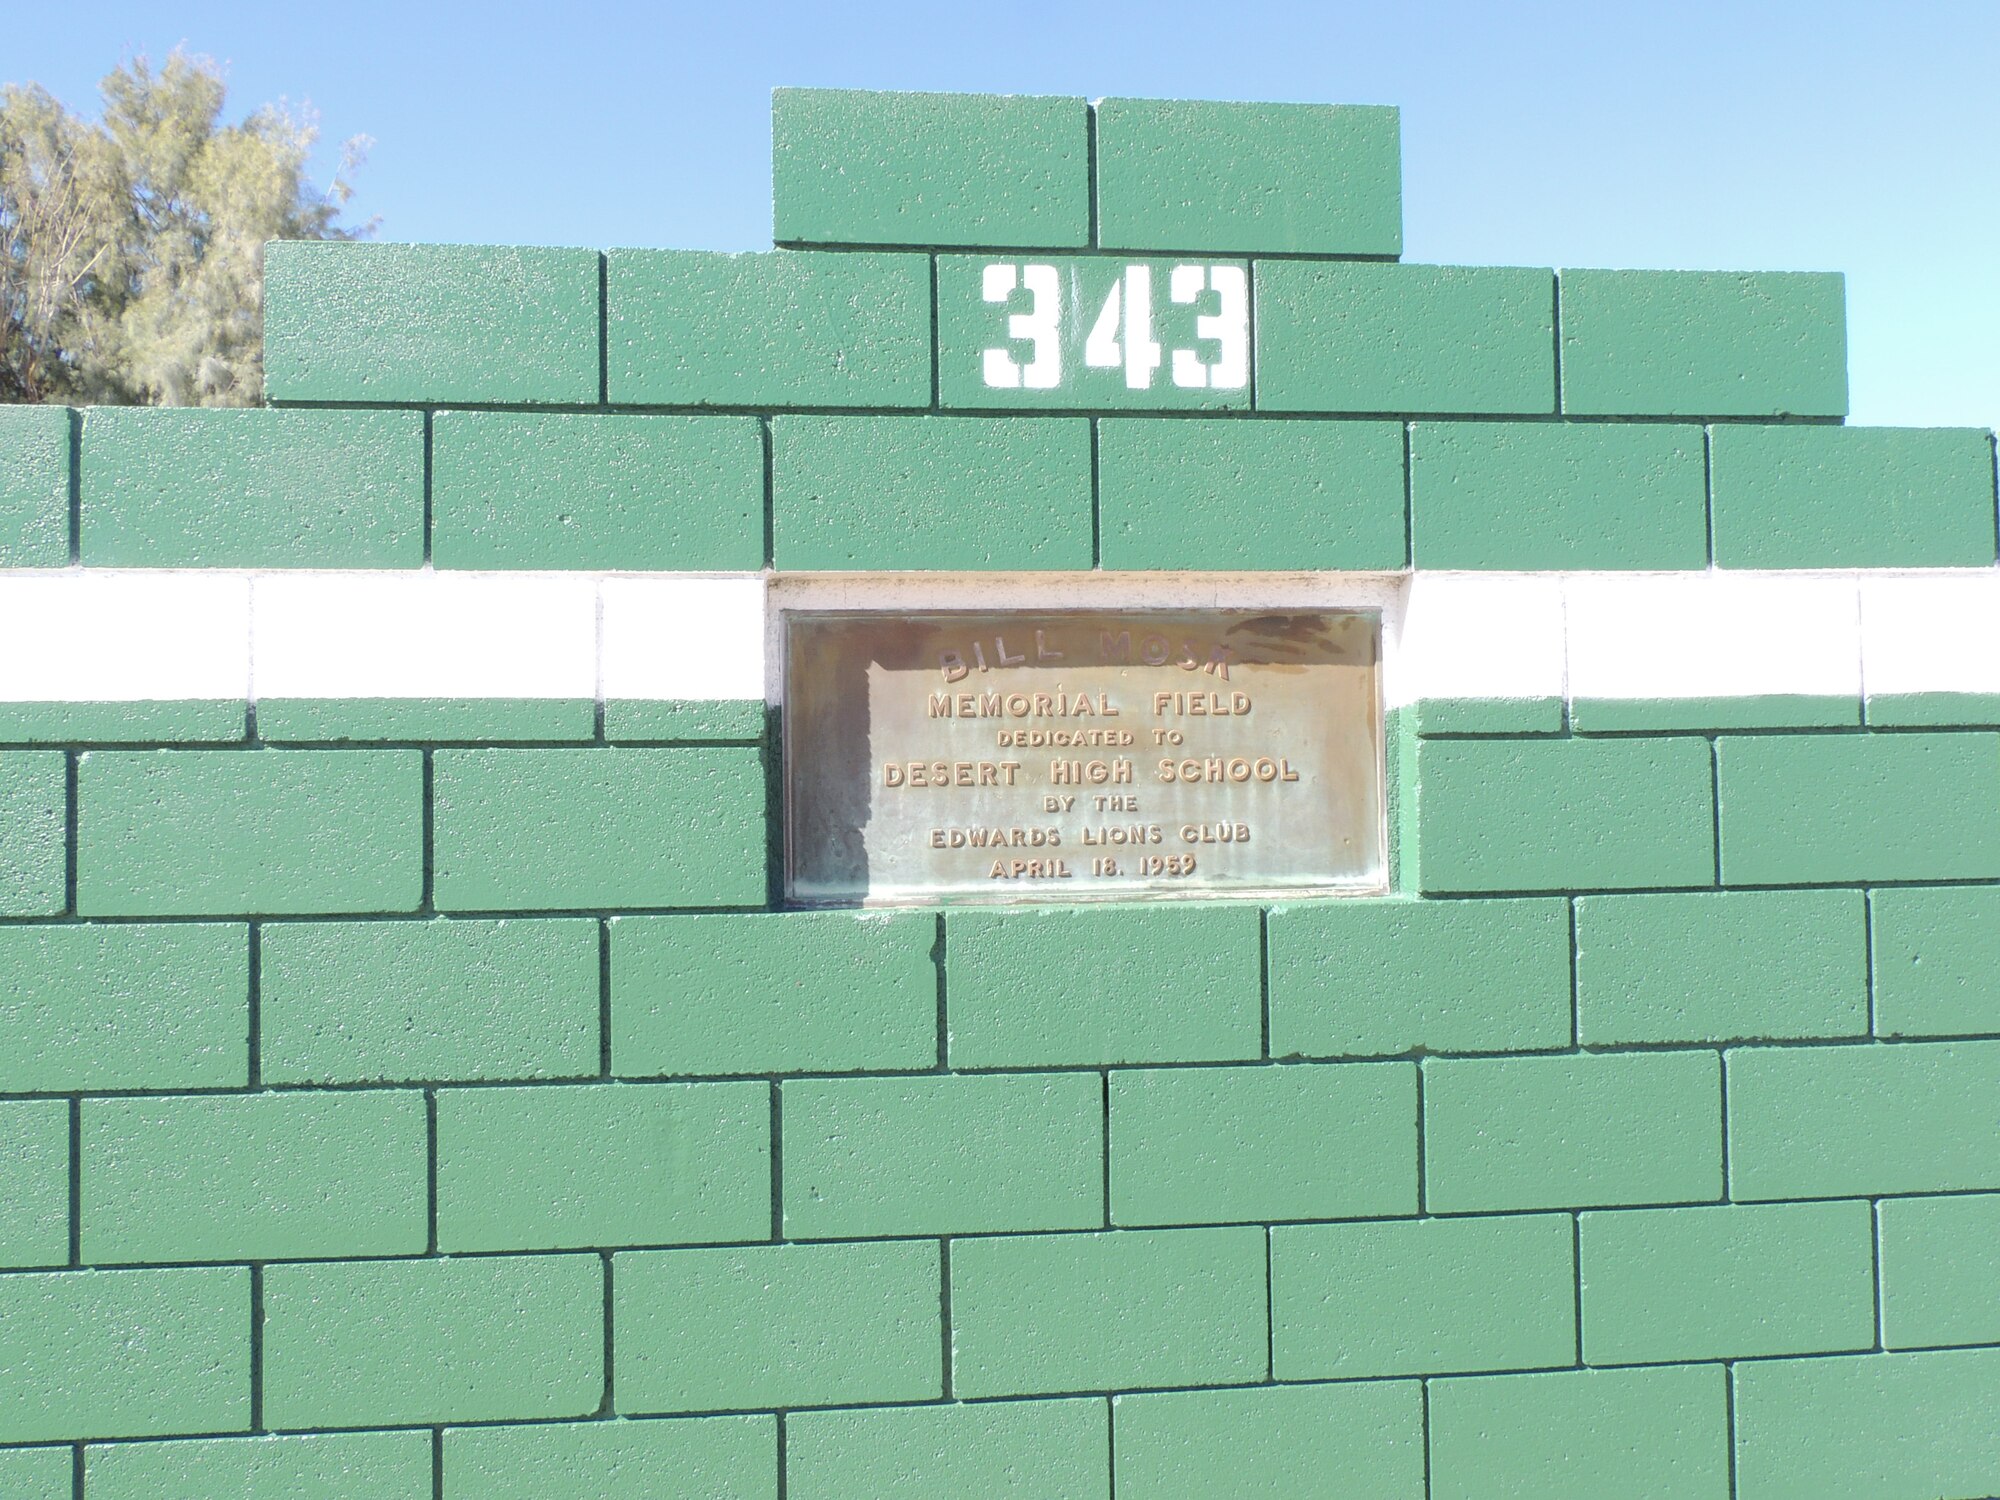 343
BILL MOSK
MEMORIAL FIELD
DEDICATED TO
DESERT HIGH SCHOOL
BY THE
EDWARDS LIONS CLUB
APRIL 18. 1959